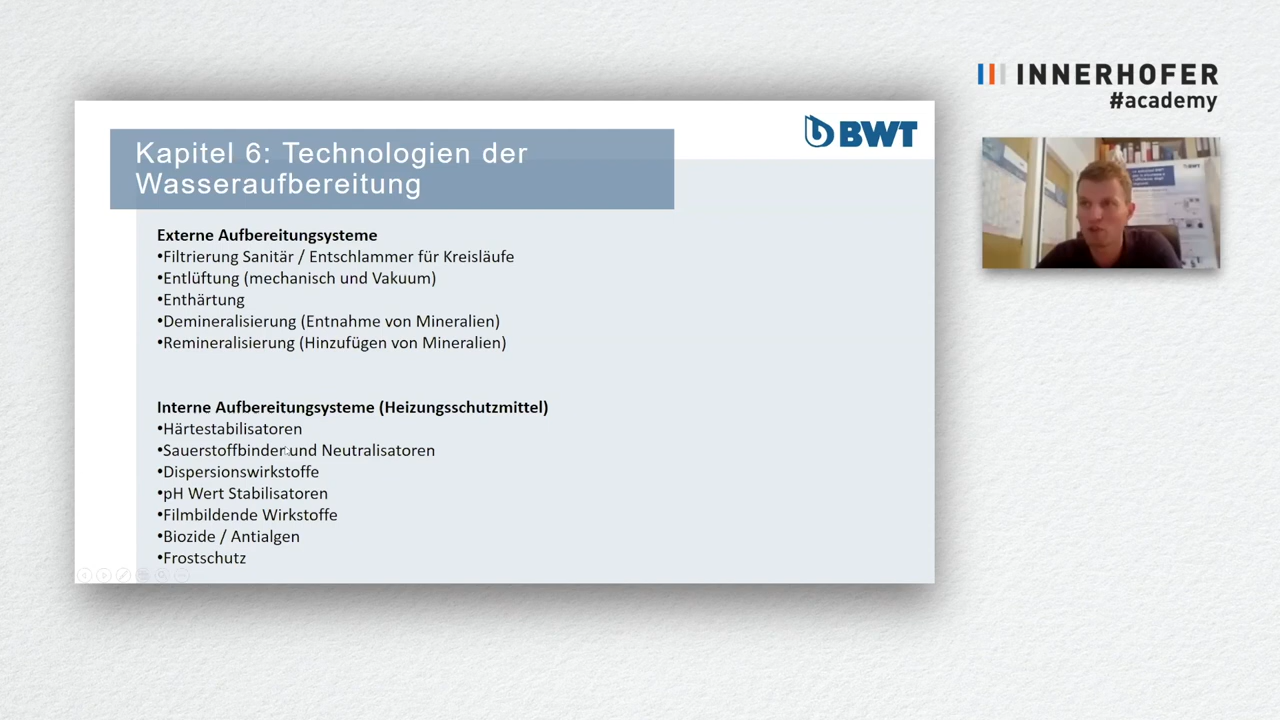 INNERHOFER
#academy
BWT
Kapitel 6: Technologien der
Wasseraufbereitung
Externe Aufbereitungsysteme
•Filtrierung Sanitär / Entschlammer für Kreisläufe
•Entlüftung (mechanisch und Vakuum)
•Enthärtung
•Demineralisierung (Entnahme von Mineralien)
•Remineralisierung (Hinzufügen von Mineralien)
Interne Aufbereitungsysteme (Heizungsschutzmittel)
•Härtestabilisatoren
•Sauerstoffbinder und Neutralisatoren
•Dispersionswirkstoffe
•pH Wert Stabilisatoren
•Filmbildende Wirkstoffe
•Biozide / Antialgen
•Frostschutz